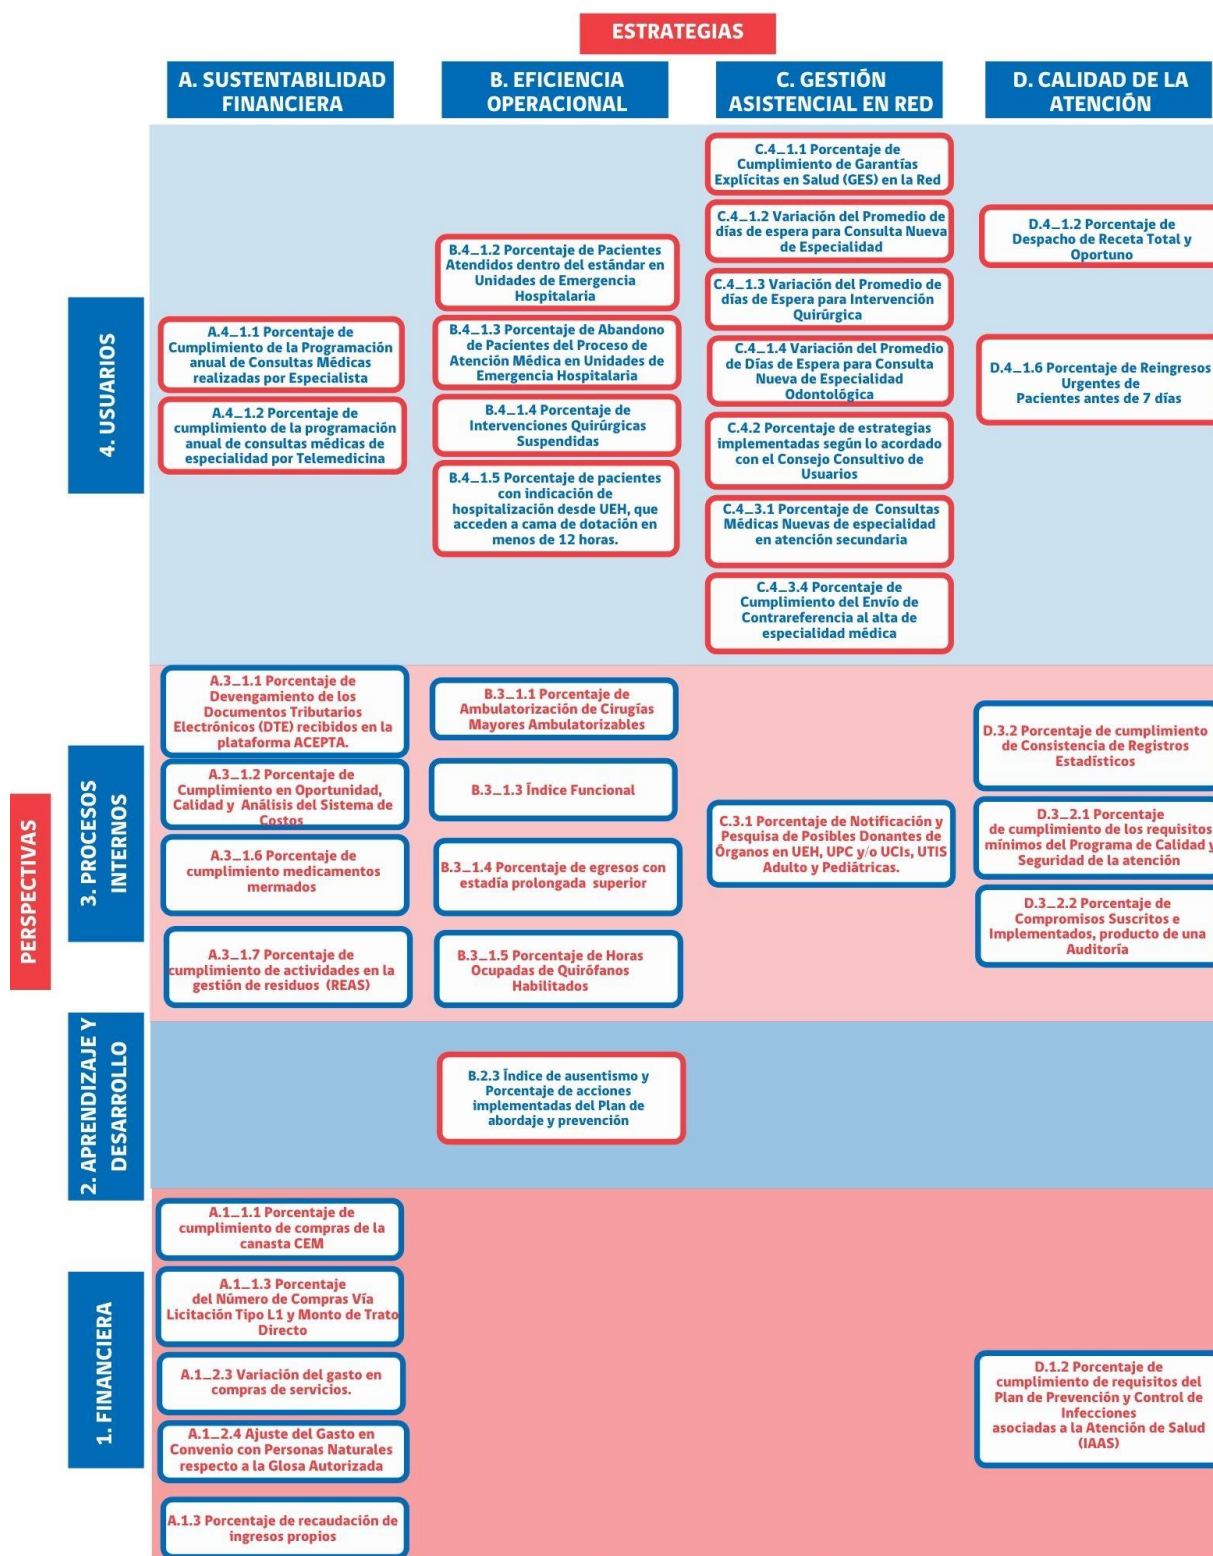 ESTRATEGIAS
A. SUSTENTABILIDAD
FINANCIERA
B. EFICIENCIA
OPERACIONAL
C. GESTIÓN
ASISTENCIAL EN RED
D. CALIDAD DE LA
ATENCIÓN
PERSPECTIVAS
4. USUARIOS
A.4_1.1 Porcentaje de
Cumplimiento de la Programación
anual de Consultas Médicas
realizadas por Especialista
A.4_1.2 Porcentaje de
cumplimiento de la programación
anual de consultas médicas de
especialidad por Telemedicina
B.4_1.2 Porcentaje de Pacientes
Atendidos dentro del estándar en
Unidades de Emergencia
Hospitalaria
B.4_1.3 Porcentaje de Abandono
de Pacientes del Proceso de
Atención Médica en Unidades de
Emergencia Hospitalaria
B.4_1.4 Porcentaje de
Intervenciones Quirúrgicas
Suspendidas
B.4_1.5 Porcentaje de pacientes
con indicación de
hospitalización desde UEH, que
acceden a cama de dotación en
menos de 12 horas.
C.4_1.1 Porcentaje de
Cumplimiento de Garantías
Explícitas en Salud (GES) en la Red
C.4_1.2 Variación del Promedio de
días de espera para Consulta Nueva
de Especialidad
C.4_1.3 Variación del Promedio de
días de Espera para Intervención
Quirúrgica
C.4_1.4 Variación del Promedio
de Días de Espera para Consulta
Nueva de Especialidad
Odontológica
C.4.2 Porcentaje de estrategias
implementadas según lo acordado
con el Consejo Consultivo de
Usuarios
C.4_3.1 Porcentaje de Consultas
Médicas Nuevas de especialidad
en atención secundaria
C.4_3.4 Porcentaje de
Cumplimiento del Envío de
Contrareferencia al alta de
especialidad médica
D.4_1.2 Porcentaje de
Despacho de Receta Total y
Oportuno
D.4_1.6 Porcentaje de Reingresos
Urgentes de
Pacientes antes de 7 días
3. PROCESOS
INTERNOS
A.3_1.1 Porcentaje de
Devengamiento de los
Documentos Tributarios
Electrónicos (DTE) recibidos en la
plataforma ACEPTA.
A.3_1.2 Porcentaje de
Cumplimiento en Oportunidad,
Calidad y Análisis del Sistema de
Costos
A.3_1.6 Porcentaje de
cumplimiento medicamentos
mermados
A.3_1.7 Porcentaje de
cumplimiento de actividades en la
gestión de residuos (REAS)
B.3_1.1 Porcentaje de
Ambulatorización de Cirugías
Mayores Ambulatorizables
B.3_1.3 Índice Funcional
B.3_1.4 Porcentaje de egresos con
estadía prolongada superior
B.3_1.5 Porcentaje de Horas
Ocupadas de Quirófanos
Habilitados
C.3.1 Porcentaje de Notificación y
Pesquisa de Posibles Donantes de
Órganos en UEH, UPC y/o UCIs, UTIS
Adulto y Pediátricas.
D.3.2 Porcentaje de cumplimiento
de Consistencia de Registros
Estadísticos
D.3_2.1 Porcentaje
de cumplimiento de los requisitos
mínimos del Programa de Calidad y
Seguridad de la atención
D.3_2.2 Porcentaje de
Compromisos Suscritos e
Implementados, producto de una
Auditoría
2. APRENDIZAJE Y
DESARROLLO
B.2.3 Índice de ausentismo y
Porcentaje de acciones
implementadas del Plan de
abordaje y prevención
1. FINANCIERA
A.1_1.1 Porcentaje de
cumplimiento de compras de la
canasta CEM
A.1_1.3 Porcentaje
del Número de Compras Vía
Licitación Tipo L1 y Monto de Trato
Directo
A.1_2.3 Variación del gasto en
compras de servicios.
A.1_2.4 Ajuste del Gasto en
Convenio con Personas Naturales
respecto a la Glosa Autorizada
A.1.3 Porcentaje de recaudación de
ingresos propios
D.1.2 Porcentaje de
cumplimiento de requisitos del
Plan de Prevención y Control de
Infecciones
asociadas a la Atención de Salud
(IAAS)